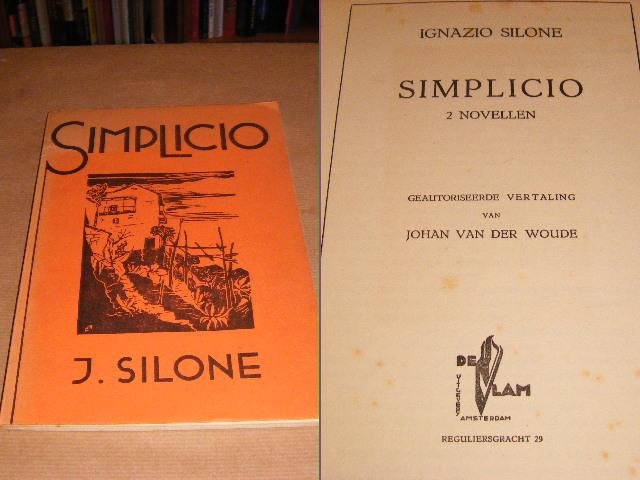 SIMPLICIO
J. SILONE
IGNAZIO SILONE
SIMPLICIO
2 NOVELLEN
GEAUTORISEERDE VERTALING
VAN
JOHAN VAN DER WOUDE
DE
VLAM
UITGEVERIJ
AMSTERDAM
REGULIERSGRACHT 29